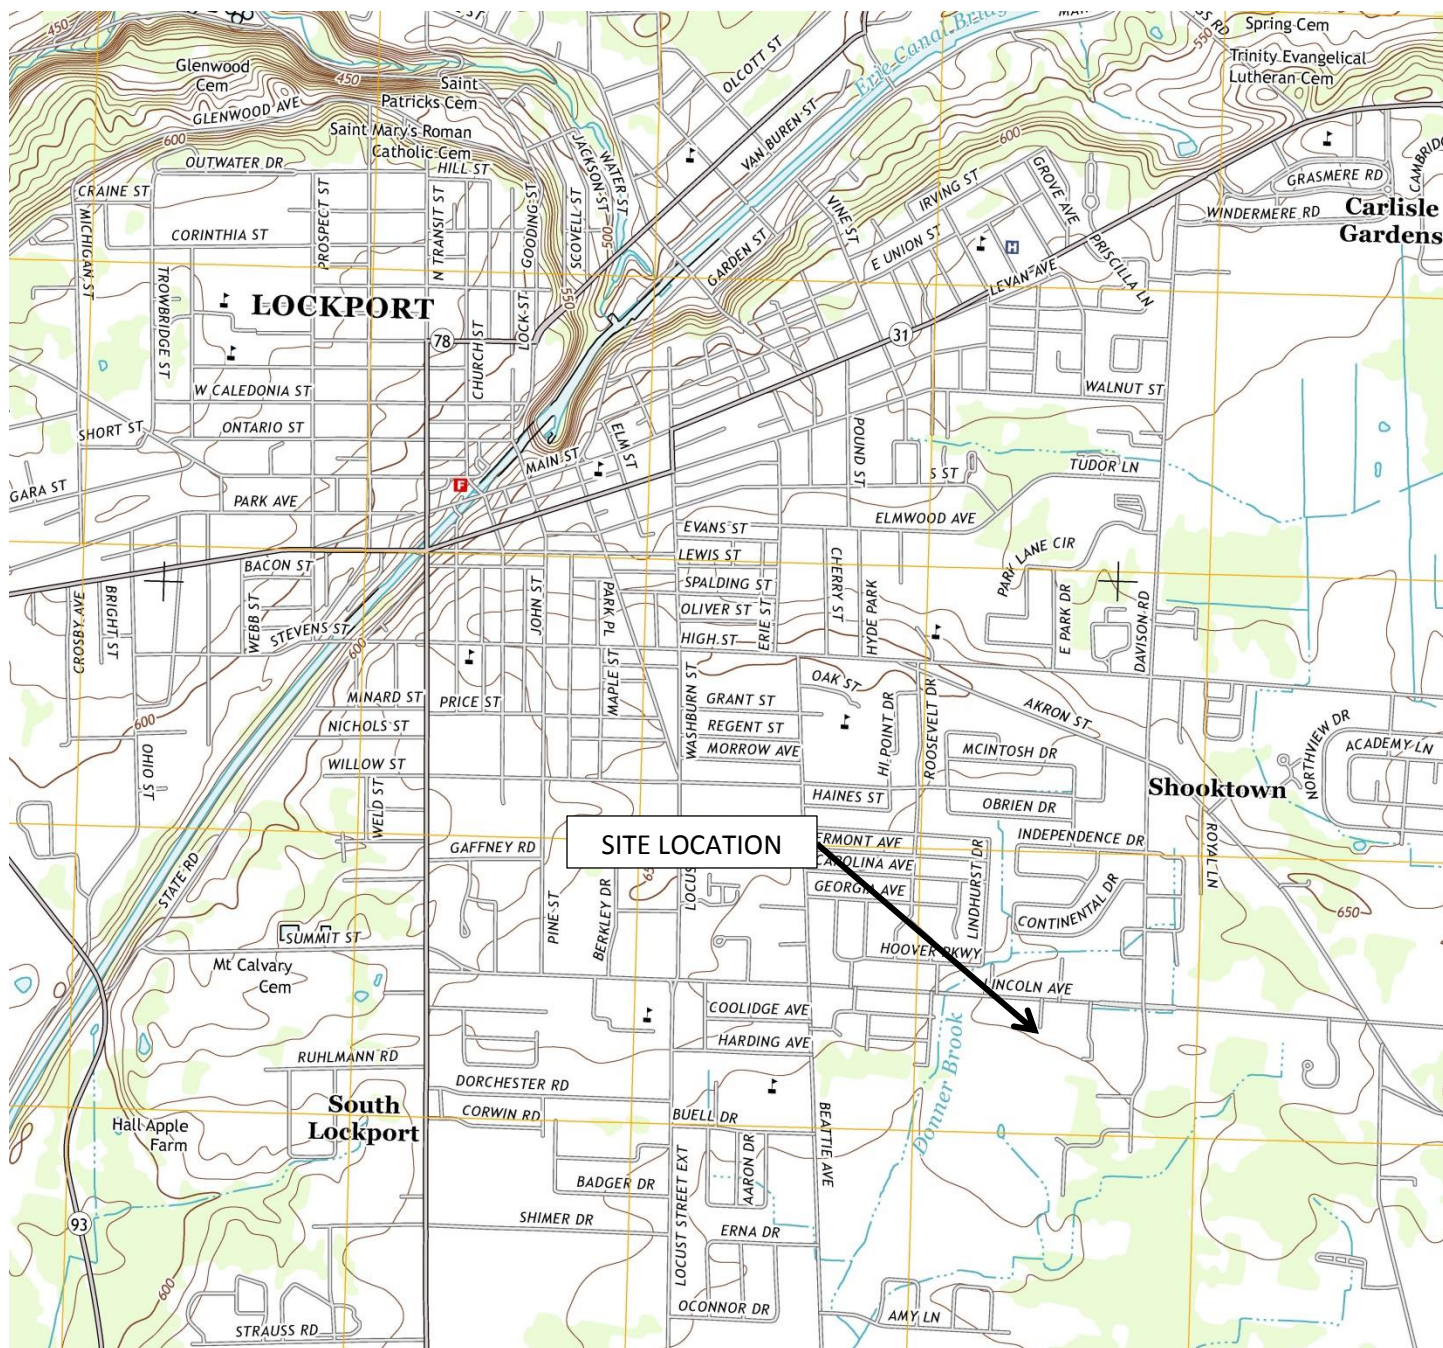 450
OLCOTT ST
Erie Canal Bridg
RD
550
Spring Cem
Trinity Evangelical
Lutheran Cem
Glenwood
Cem
450
GLENWOOD AVE
Saint
Patricks Cem
600
Saint Mary's Roman
Catholic Cem
OUTWATER DR
HILL ST
CRAINE ST
MICHIGAN ST
CORINTHIA ST
TROWBRIDGE ST
PROSPECT ST
N TRANSIT ST
GOODING ST
SCOVELL ST
JACKSON ST
WATER ST
500
550
VAN BUREN ST
VINE ST
GARDEN ST
IRVING ST
GROVE AVE
600
E UNION ST
H
LEVAN AVE
PRISCILLA LN
GRASMERE RD
CAMBRIDG
WINDERMERE RD
Carlisle
Gardens
LOCKPORT
78
CHURCH ST
LOCK ST
31
W CALEDONIA ST
WALNUT ST
SHORT ST
ONTARIO ST
MAIN ST
ELM ST
POUND ST
S ST
TUDOR LN
GARA ST
PARK AVE
F
ELMWOOD AVE
EVANS ST
LEWIS ST
BACON ST
SPALDING ST
CHERRY ST
HYDE PARK
PARK LANE CIR
E PARK DR
DAVISON RD
CROSBY AVE
BRIGHT ST
WEBB ST
STEVENS ST
600
JOHN ST
PARK PL
OLIVER ST
ERIE ST
HIGH ST
MINARD ST
PRICE ST
MAPLE ST
WASHBURN ST
GRANT ST
OAK ST
HI-POINT DR
ROOSEVELT DR
AKRON ST
600
NICHOLS ST
REGENT ST
MORROW AVE
MCINTOSH DR
NORTHVIEW DR
ACADEMY LN
OHIO ST
WILLOW ST
WELD ST
HAINES ST
OBRIEN DR
Shooktown
SITE LOCATION
ERMONT AVE
INDEPENDENCE DR
ROYAL LN
STATE RD
GAFFNEY RD
CAROLINA AVE
GEORGIA AVE
LINDHURST DR
CONTINENTAL DR
650
PINE ST
BERKLEY DR
LOCUS
SUMMIT ST
HOOVER PKWY
Mt Calvary
Cem
LINCOLN AVE
COOLIDGE AVE
HARDING AVE
RUHLMANN RD
Donner Brook
DORCHESTER RD
South
Lockport
CORWIN RD
BUELL DR
BEATTIE AVE
Hall Apple
Farm
AARON DR
BADGER DR
LOCUST STREET EXT
93
SHIMER DR
ERNA DR
600
OCONNOR DR
AMY LN
STRAUSS RD